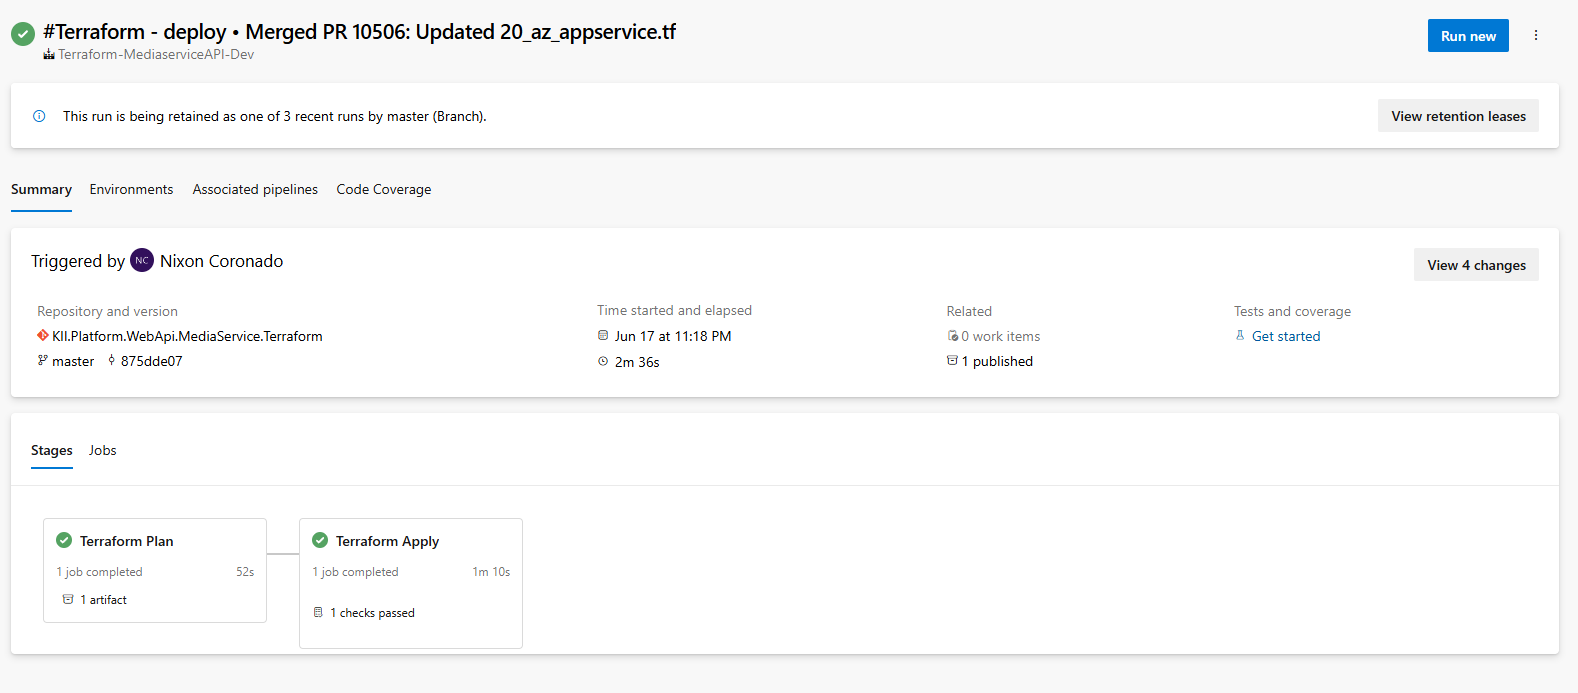 #Terraform - deploy • Merged PR 10506: Updated 20_az_appservice.tf
Terraform-MediaserviceAPI-Dev
Run new
This run is being retained as one of 3 recent runs by master (Branch).
View retention leases
Summary Environments Associated pipelines Code Coverage
Triggered by NC Nixon Coronado
View 4 changes
Repository and version
KII.Platform.WebApi.MediaService.Terraform
master 875dde07
Time started and elapsed
Jun 17 at 11:18 PM
2m 36s
Related
0 work items
1 published
Tests and coverage
Get started
Stages Jobs
Terraform Plan
1 job completed 52s
1 artifact
Terraform Apply
1 job completed 1m 10s
1 checks passed